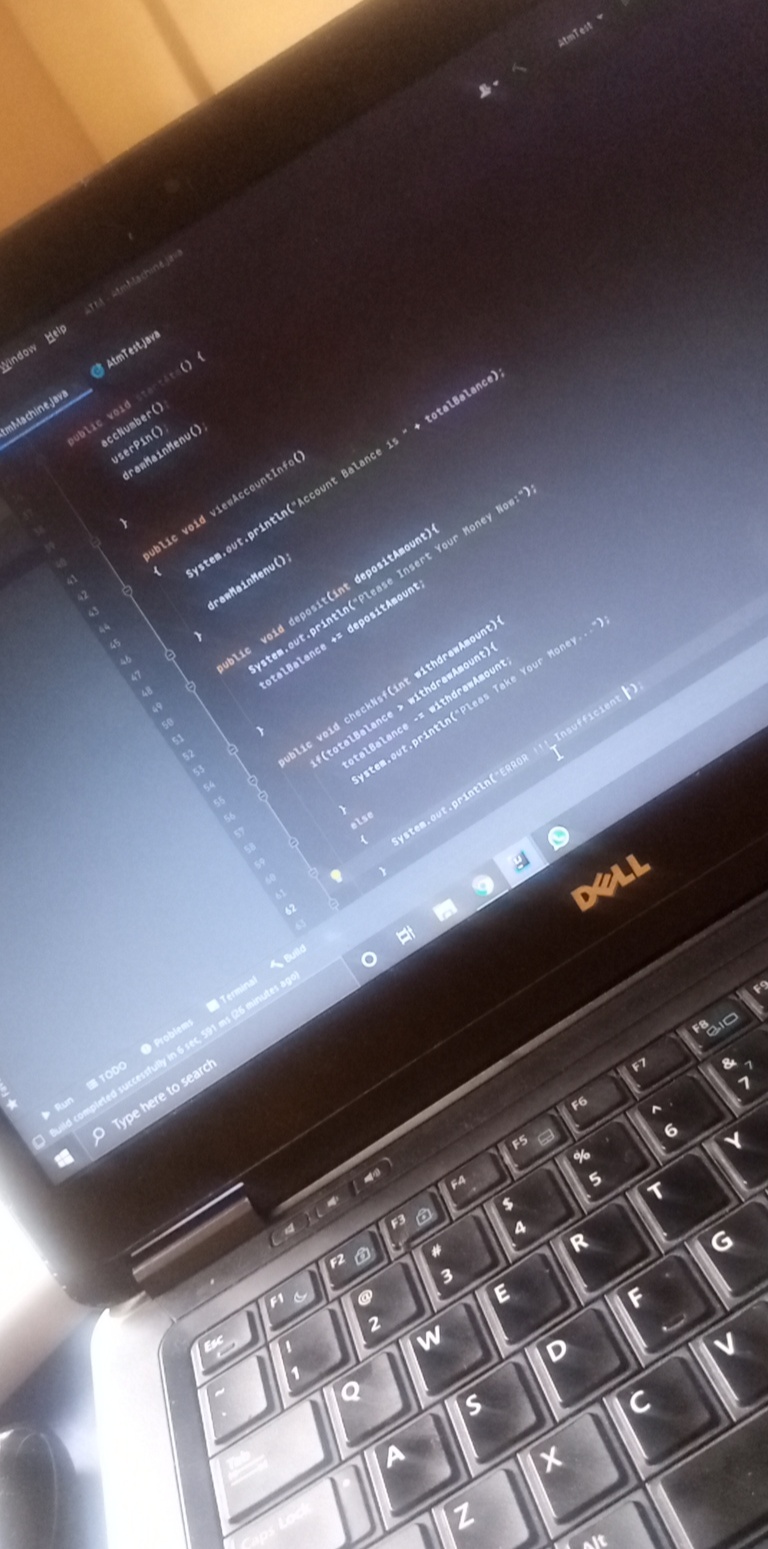 AtmTest
Window Help
AtmMachine.java
AtmMachine.java AtmTest.java
public void () {
accNumber();
userPin();
drawMainMenu();
}
public void viewAccountInfo()
{
System.out.println("Account Balance is " + totalBalance);
drawMainMenu();
}
public void deposit(int depositAmount){
System.out.println("Please Insert Your Money Now:");
totalBalance += depositAmount;
}
public void checkNsf(int withdrawAmount){
if(totalBalance > withdrawAmount){
totalBalance -= withdrawAmount;
System.out.println("Pleas Take Your Money...");
}
else
{
System.out.println("ERROR !!! Insufficient ");
}
40
41
42
43
44
45
46
47
48
49
50
51
52
53
54
55
56
57
58
59
60
61
62
63
Run TODO Problems Terminal Build
Build completed successfully in 6 sec, 591 ms (26 minutes ago)
Type here to search
DELL
Esc F1 F2 F3 F4 F5 F6 F7 F8 F9
~ ! 1 @ 2 # 3 $ 4 % 5 ^ 6 & 7
Tab Q W E R T Y
Caps Lock A S D F G
Z X C V
Alt